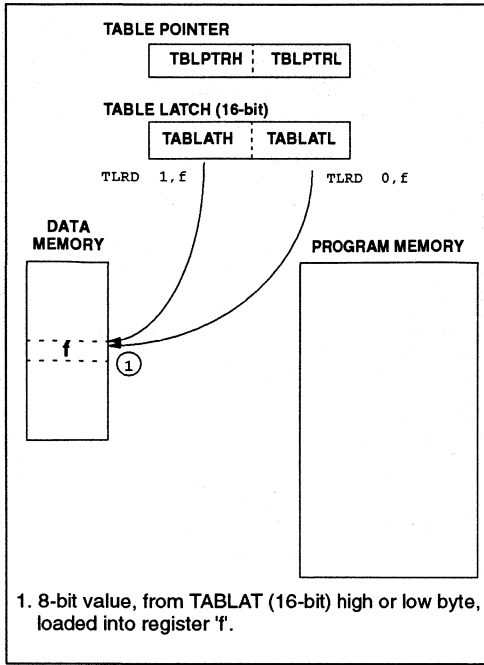 TABLE POINTER
TBLPTRH TBLPTRL
TABLE LATCH (16-bit)
TABLATH TABLATL
TLRD 1,f TLRD 0,f
DATA
MEMORY
PROGRAM MEMORY
f
1
1. 8-bit value, from TABLAT (16-bit) high or low byte,
loaded into register 'f'.